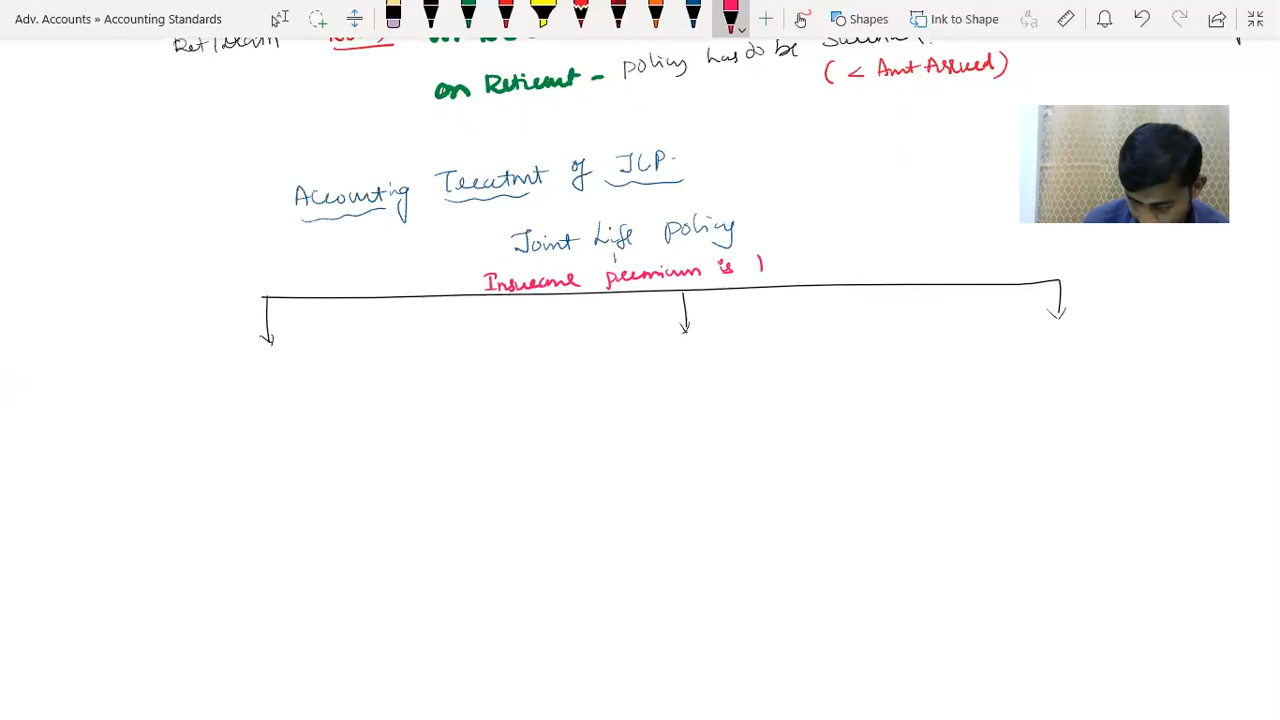 Adv. Accounts » Accounting Standards
Shapes
Ink to Shape
on Retirent - policy has to be
(< Amt Assured)
Accounting Treatmt of JLP.
Joint Life policy
Insurance premium is